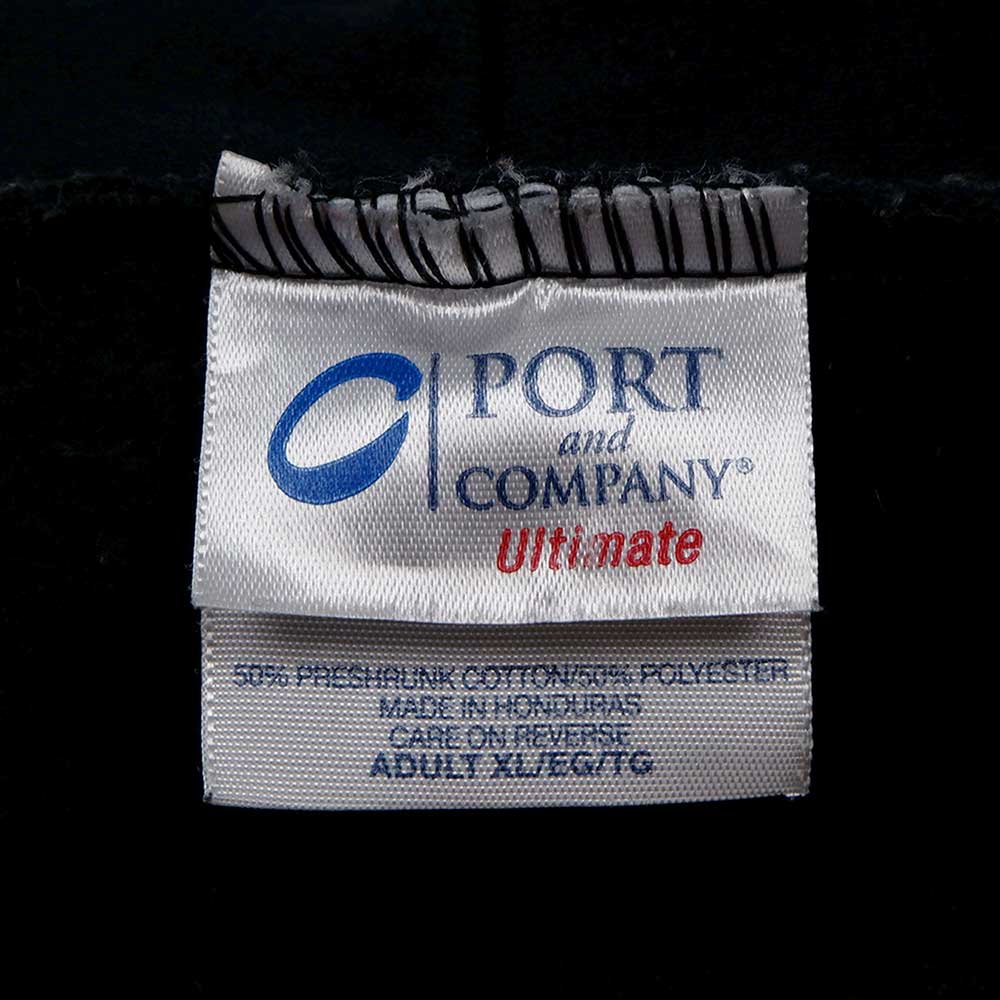 PORT
and
COMPANY®
Ultimate
50% PRESHRUNK COTTON/50% POLYESTER
MADE IN HONDURAS
CARE ON REVERSE
ADULT XL/EG/TG